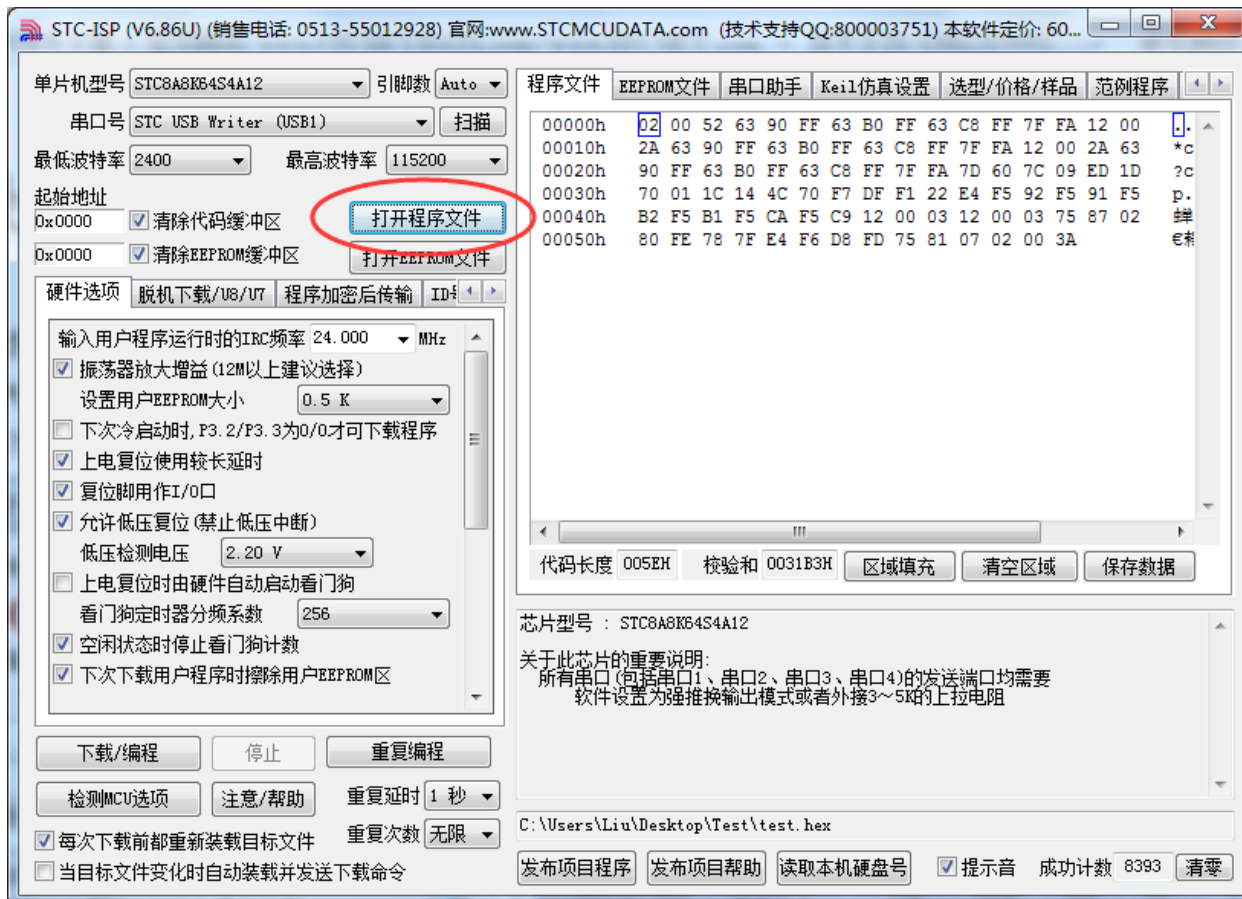 STC-ISP (V6.86U) (销售电话: 0513-55012928) 官网:www.STCMCUDATA.com (技术支持QQ:800003751) 本软件定价: 60...
单片机型号 STC8A8K64S4A12 引脚数 Auto
串口号 STC USB Writer (USB1) 扫描
最低波特率 2400 最高波特率 115200
起始地址
0x0000 清除代码缓冲区 打开程序文件
0x0000 清除EEPROM缓冲区 打开EEPROM文件
硬件选项 脱机下载/U8/U7 程序加密后传输
输入用户程序运行时的IRC频率 24.000 MHz
振荡器放大增益(12M以上建议选择)
设置用户EEPROM大小 0.5 K
下次冷启动时,P3.2/P3.3为0/0才可下载程序
上电复位使用较长延时
复位脚用作I/O口
允许低压复位(禁止低压中断)
低压检测电压 2.20 V
上电复位时由硬件自动启动看门狗
看门狗定时器分频系数 256
空闲状态时停止看门狗计数
下次下载用户程序时擦除用户EEPROM区
下载/编程 停止 重复编程
检测MCU选项 注意/帮助 重复延时 1 秒
每次下载前都重新装载目标文件 重复次数 无限
当目标文件变化时自动装载并发送下载命令
程序文件 EEPROM文件 串口助手 Keil仿真设置 选型/价格/样品 范例程序
00000h 02 00 52 63 90 FF 63 B0 FF 63 C8 FF 7F FA 12 00 ..
00010h 2A 63 90 FF 63 B0 FF 63 C8 FF 7F FA 12 00 2A 63 *c
00020h 90 FF 63 B0 FF 63 C8 FF 7F FA 7D 60 7C 09 ED 1D ?c
00030h 70 01 1C 14 4C 70 F7 DF F1 22 E4 F5 92 F5 91 F5 p.
00040h B2 F5 B1 F5 CA F5 C9 12 00 03 12 00 03 75 87 02 蝉
00050h 80 FE 78 7F E4 F6 D8 FD 75 81 07 02 00 3A
代码长度 005EH 校验和 0031B3H 区域填充 清空区域 保存数据
芯片型号 : STC8A8K64S4A12
关于此芯片的重要说明:
所有串口(包括串口1、串口2、串口3、串口4)的发送端口均需要
软件设置为强推挽输出模式或者外接3～5K的上拉电阻
C:\Users\Liu\Desktop\Test\test.hex
发布项目程序 发布项目帮助 读取本机硬盘号 提示音 成功计数 8393 清零